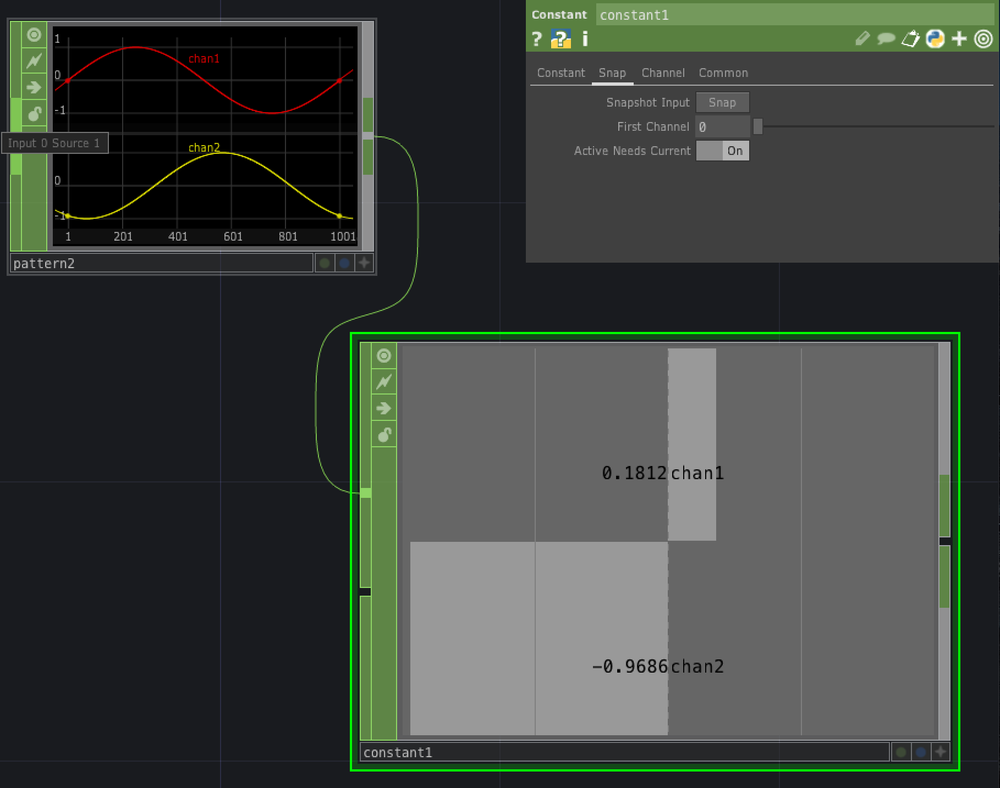 Constant constant1
? ? i
Constant Snap Channel Common
Snapshot Input Snap
First Channel 0
Active Needs Current On
1
chan1
0
-1
Input 0 Source 1
chan2
0
-1
1 201 401 601 801 1001
pattern2
0.1812 chan1
-0.9686 chan2
constant1